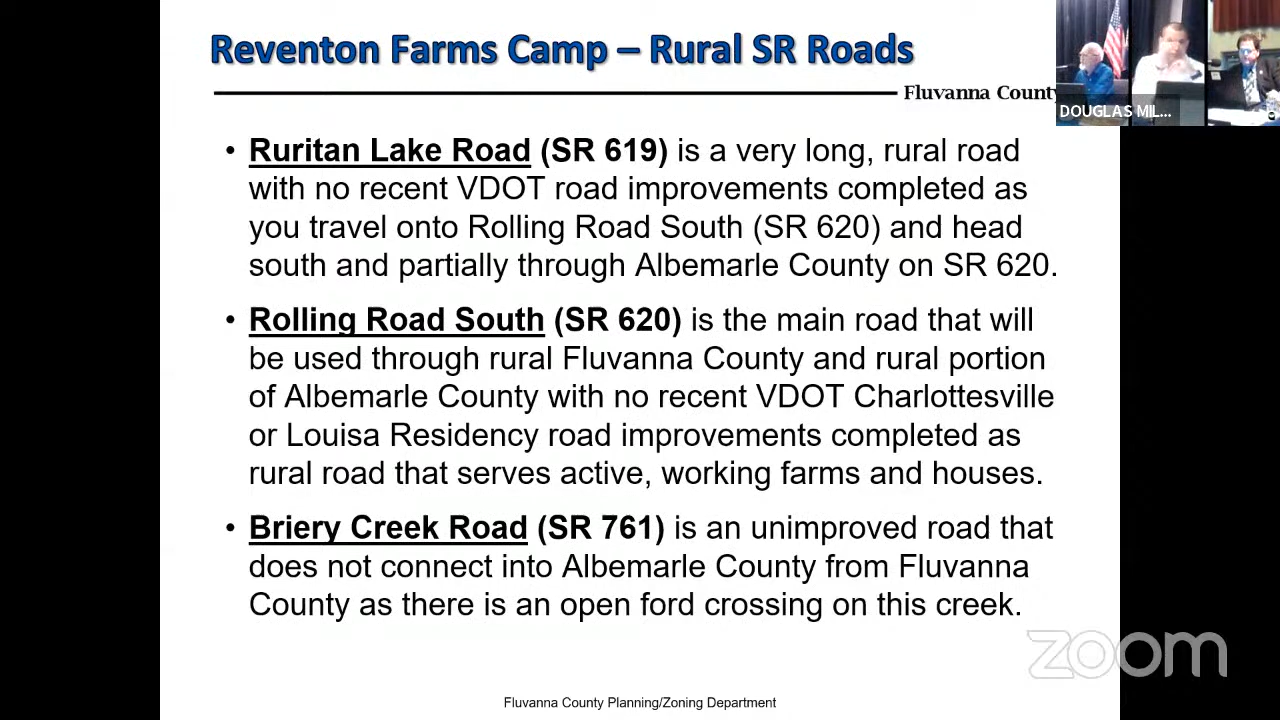 Reventon Farms Camp – Rural SR Roads
Fluvanna County
DOUGLAS MIL...
• Ruritan Lake Road (SR 619) is a very long, rural road
with no recent VDOT road improvements completed as
you travel onto Rolling Road South (SR 620) and head
south and partially through Albemarle County on SR 620.
• Rolling Road South (SR 620) is the main road that will
be used through rural Fluvanna County and rural portion
of Albemarle County with no recent VDOT Charlottesville
or Louisa Residency road improvements completed as
rural road that serves active, working farms and houses.
• Briery Creek Road (SR 761) is an unimproved road that
does not connect into Albemarle County from Fluvanna
County as there is an open ford crossing on this creek.
zoom
Fluvanna County Planning/Zoning Department